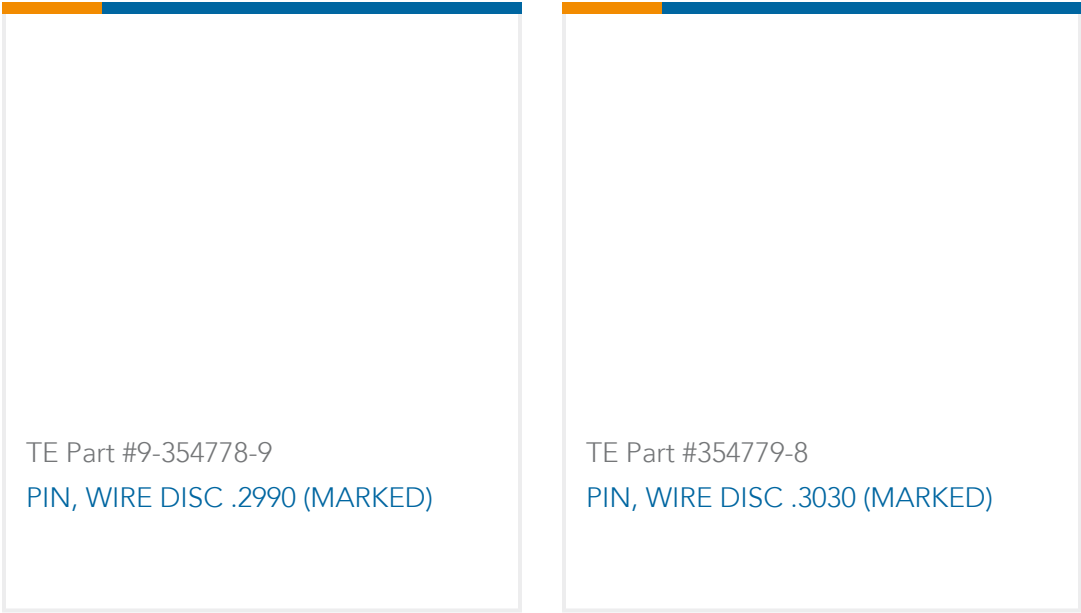 TE Part #9-354778-9
PIN, WIRE DISC .2990 (MARKED)
TE Part #354779-8
PIN, WIRE DISC .3030 (MARKED)